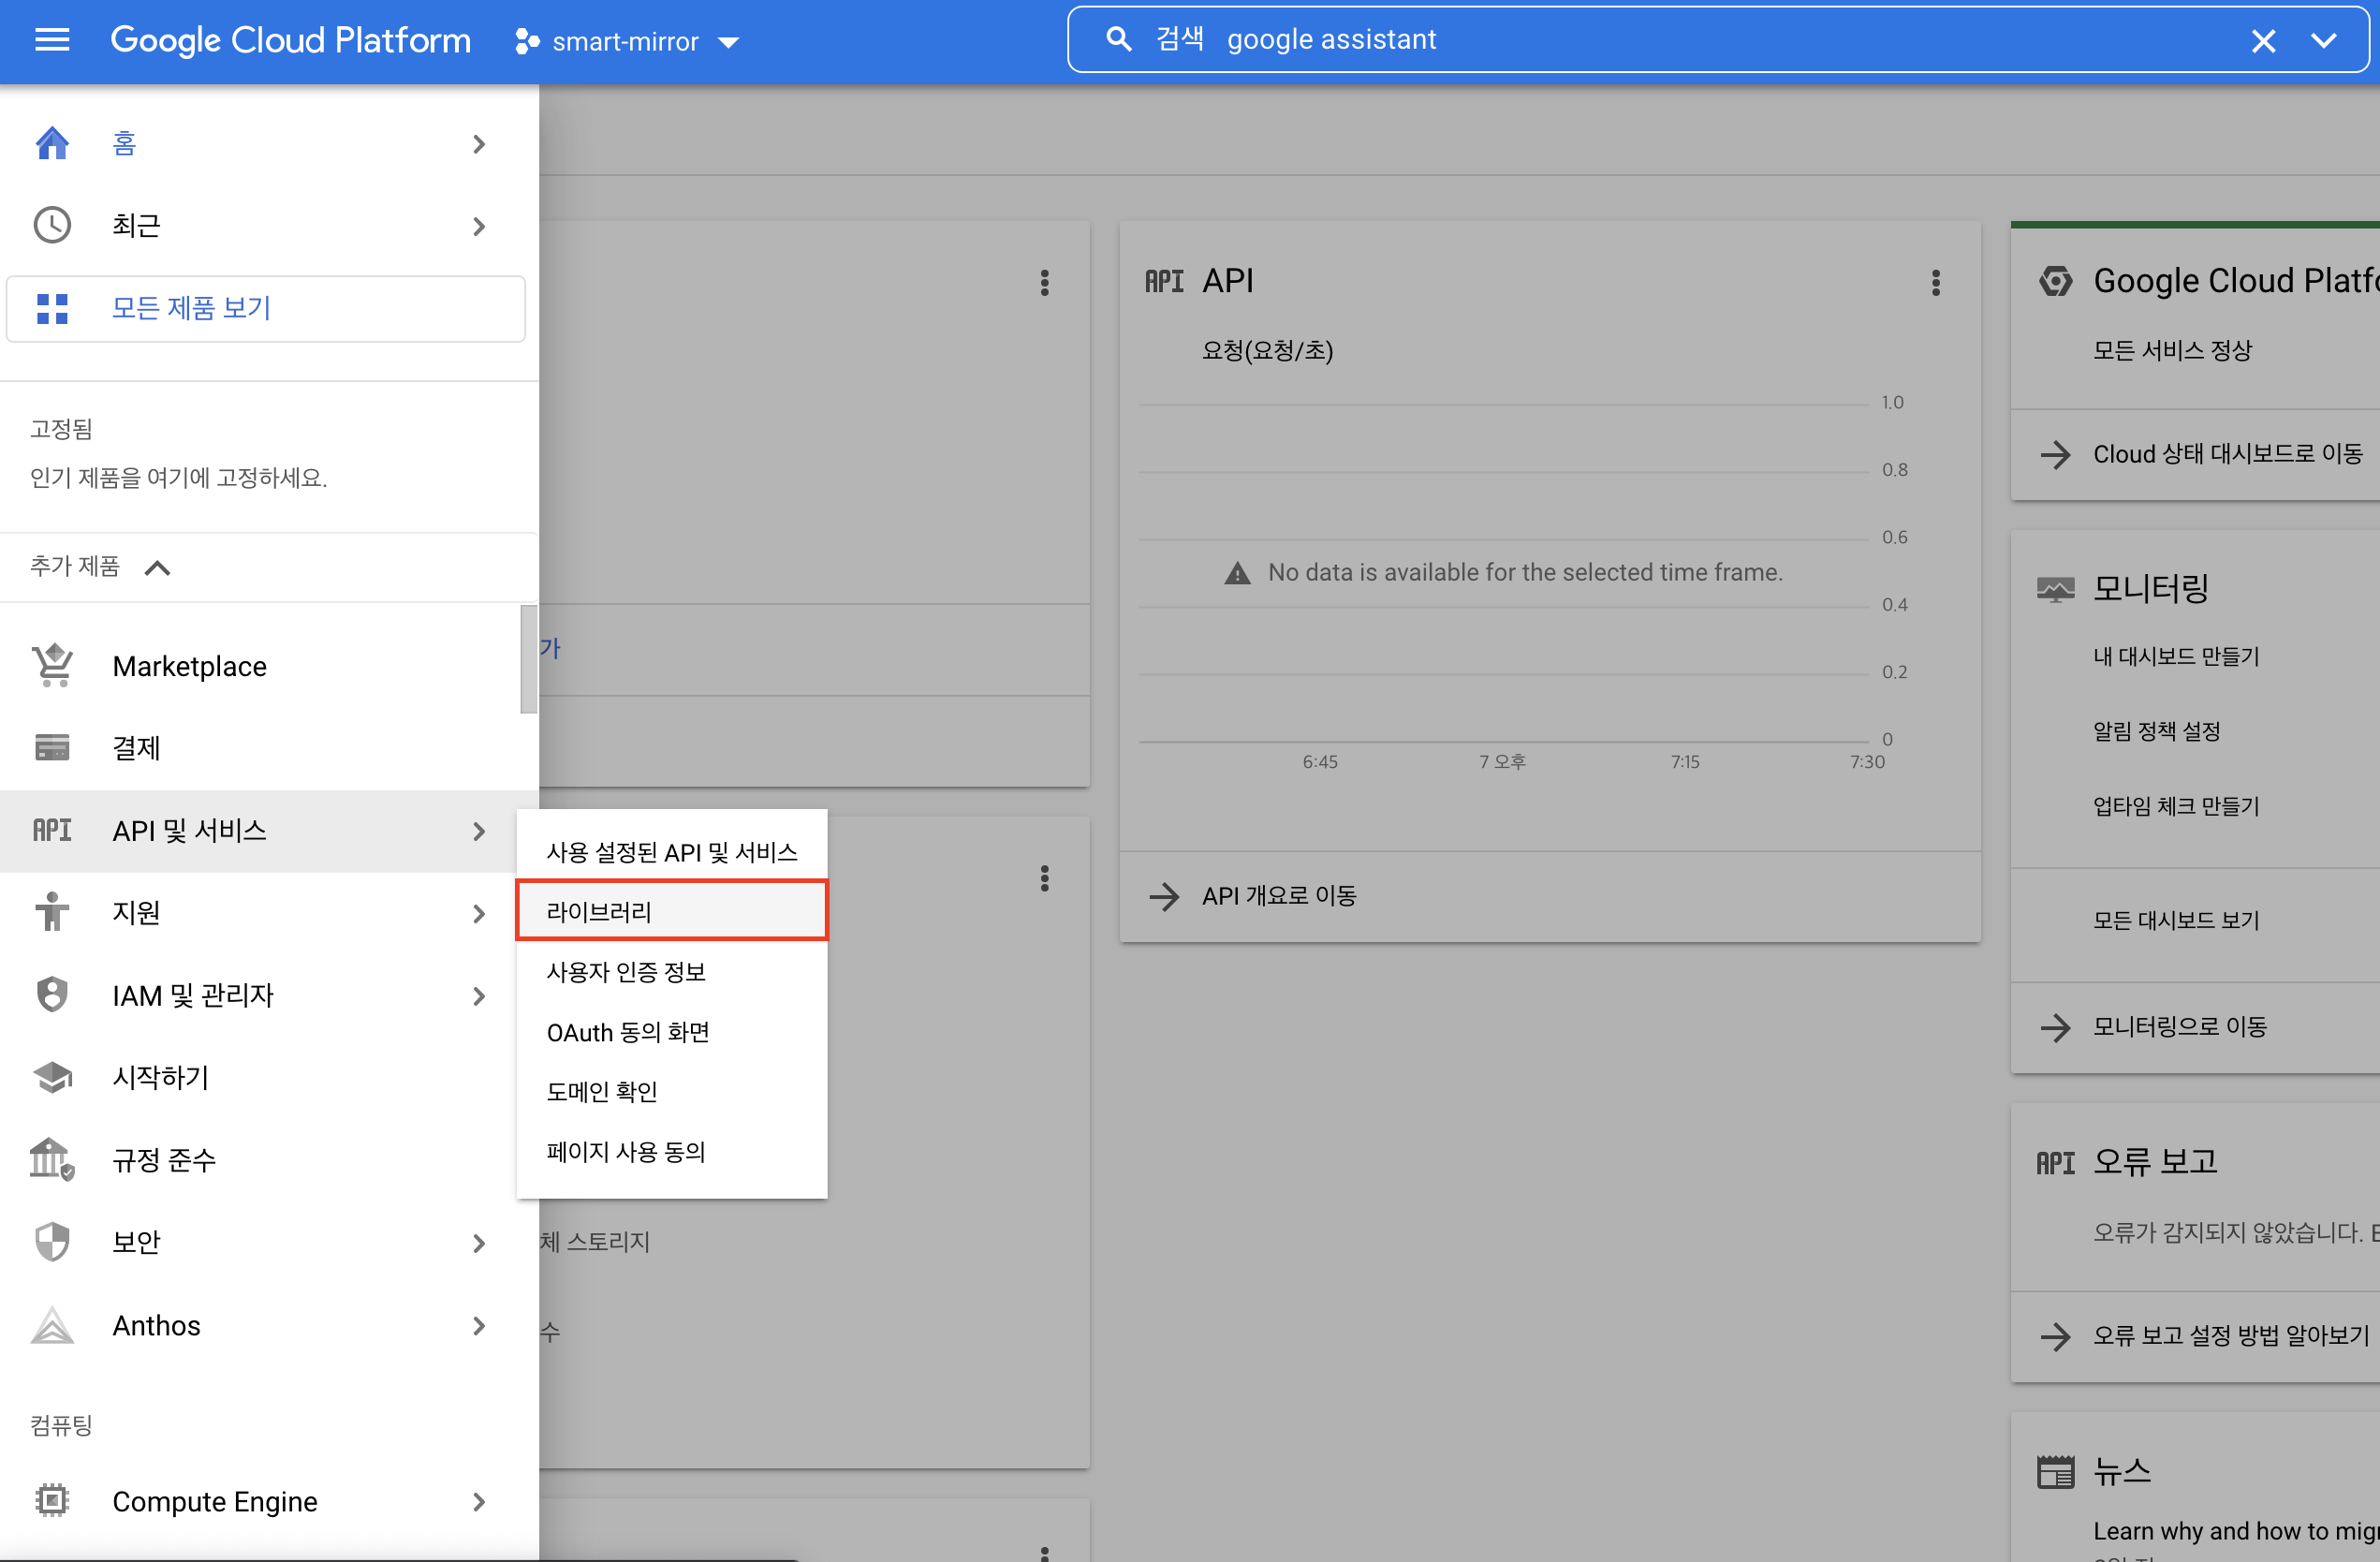 Google Cloud Platform
smart-mirror
검색 google assistant
홈
최근
모든 제품 보기
고정됨
인기 제품을 여기에 고정하세요.
추가 제품
Marketplace
결제
API API 및 서비스
지원
IAM 및 관리자
시작하기
규정 준수
보안
Anthos
컴퓨팅
Compute Engine
사용 설정된 API 및 서비스
라이브러리
사용자 인증 정보
OAuth 동의 화면
도메인 확인
페이지 사용 동의
가
체 스토리지
수
API API
요청(요청/초)
1.0
0.8
0.6
No data is available for the selected time frame.
0.4
0.2
0
6:45 7 오후 7:15 7:30
API 개요로 이동
Google Cloud Platfo
모든 서비스 정상
Cloud 상태 대시보드로 이동
모니터링
내 대시보드 만들기
알림 정책 설정
업타임 체크 만들기
모든 대시보드 보기
모니터링으로 이동
API 오류 보고
오류가 감지되지 않았습니다.
오류 보고 설정 방법 알아보기
뉴스
Learn why and how to migr